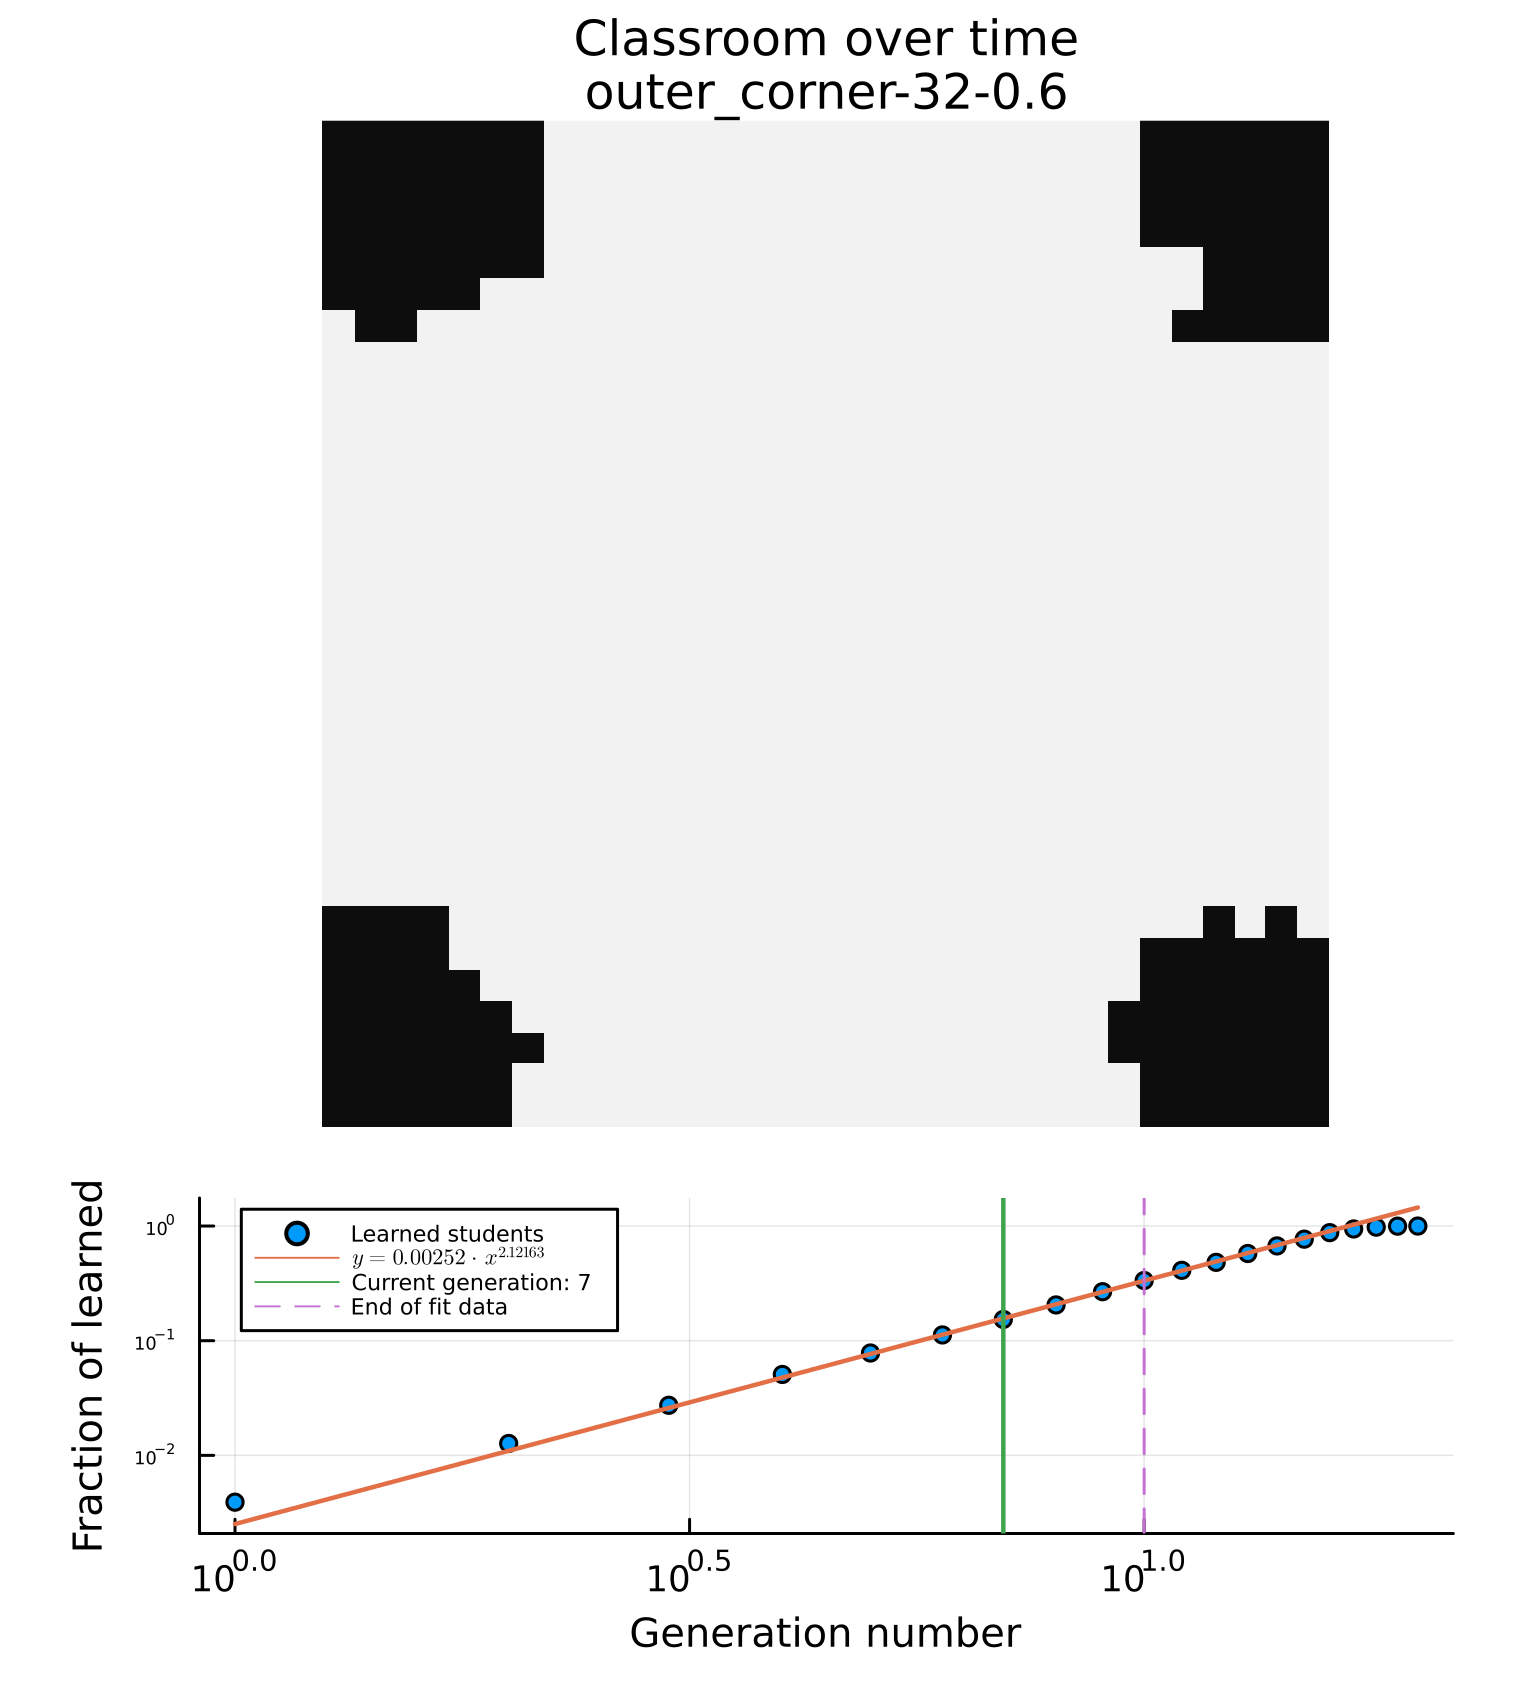 Classroom over time
outer_corner-32-0.6
Fraction of learned
10^0
10^−1
10^−2
Learned students
y = 0.00252 · x^2.12163
Current generation: 7
End of fit data
10^0.0
10^0.5
10^1.0
Generation number